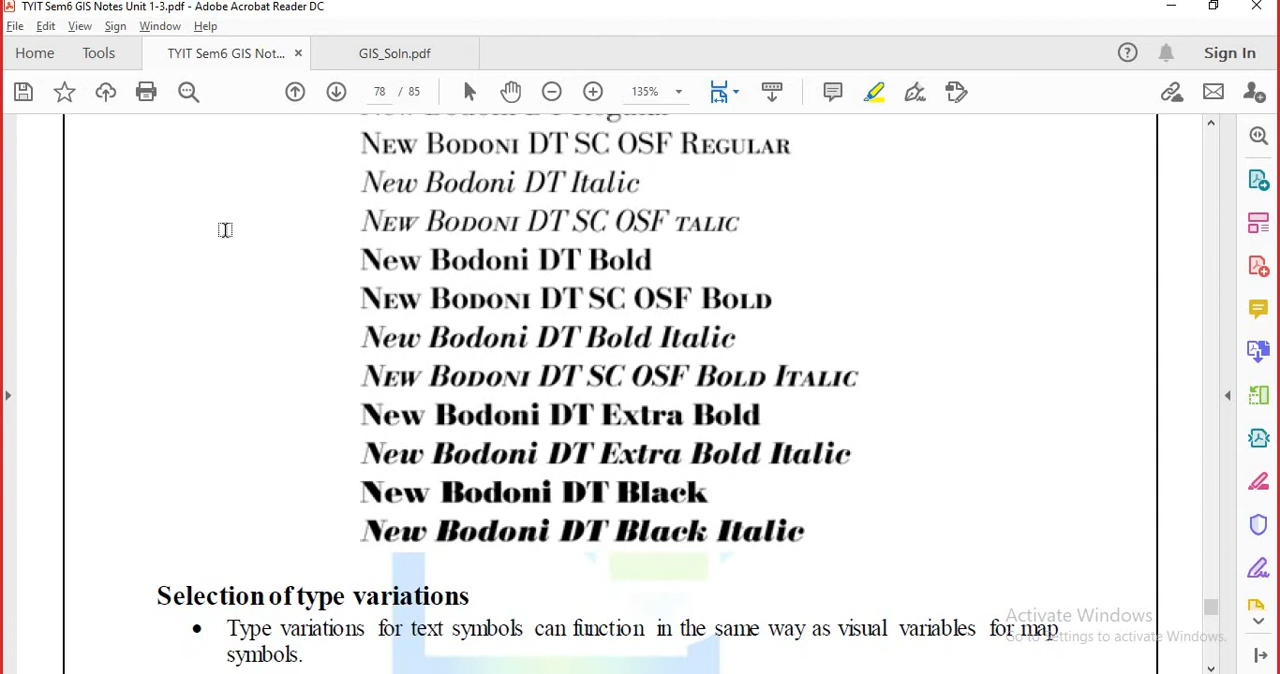 TYIT Sem6 GIS Notes Unit 1-3.pdf - Adobe Acrobat Reader DC
File Edit View Sign Window Help
Home Tools TYIT Sem6 GIS Not... × GIS_Soln.pdf Sign In
78 / 85 135%
New Bodoni DT Regular
New Bodoni DT SC OSF Regular
New Bodoni DT Italic
New Bodoni DT SC OSF talic
New Bodoni DT Bold
New Bodoni DT SC OSF Bold
New Bodoni DT Bold Italic
New Bodoni DT SC OSF Bold Italic
New Bodoni DT Extra Bold
New Bodoni DT Extra Bold Italic
New Bodoni DT Black
New Bodoni DT Black Italic
Selection of type variations
• Type variations for text symbols can function in the same way as visual variables for map
symbols.
Activate Windows
Go to Settings to activate Windows.